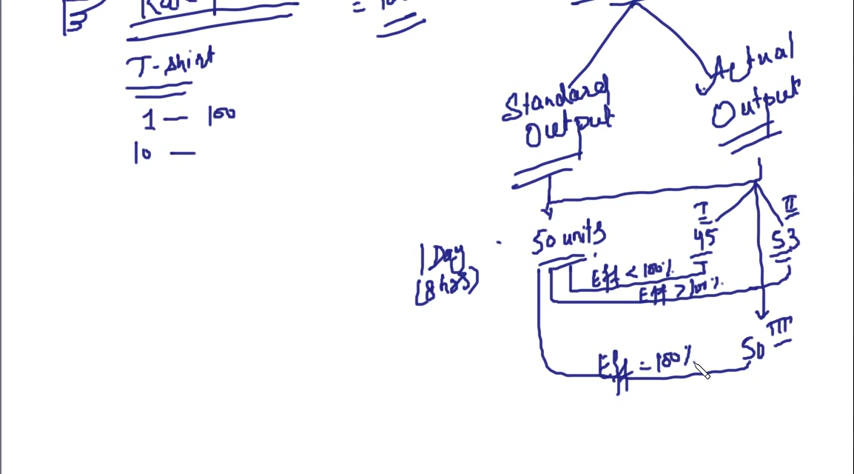 T-shirt
1 — 100
10 —
Standard
Output
Actual
Output
1 Day
(8 hrs)
50 units
I
45
II
53
Eff < 100%
Eff > 100%
III
50
Eff = 100%